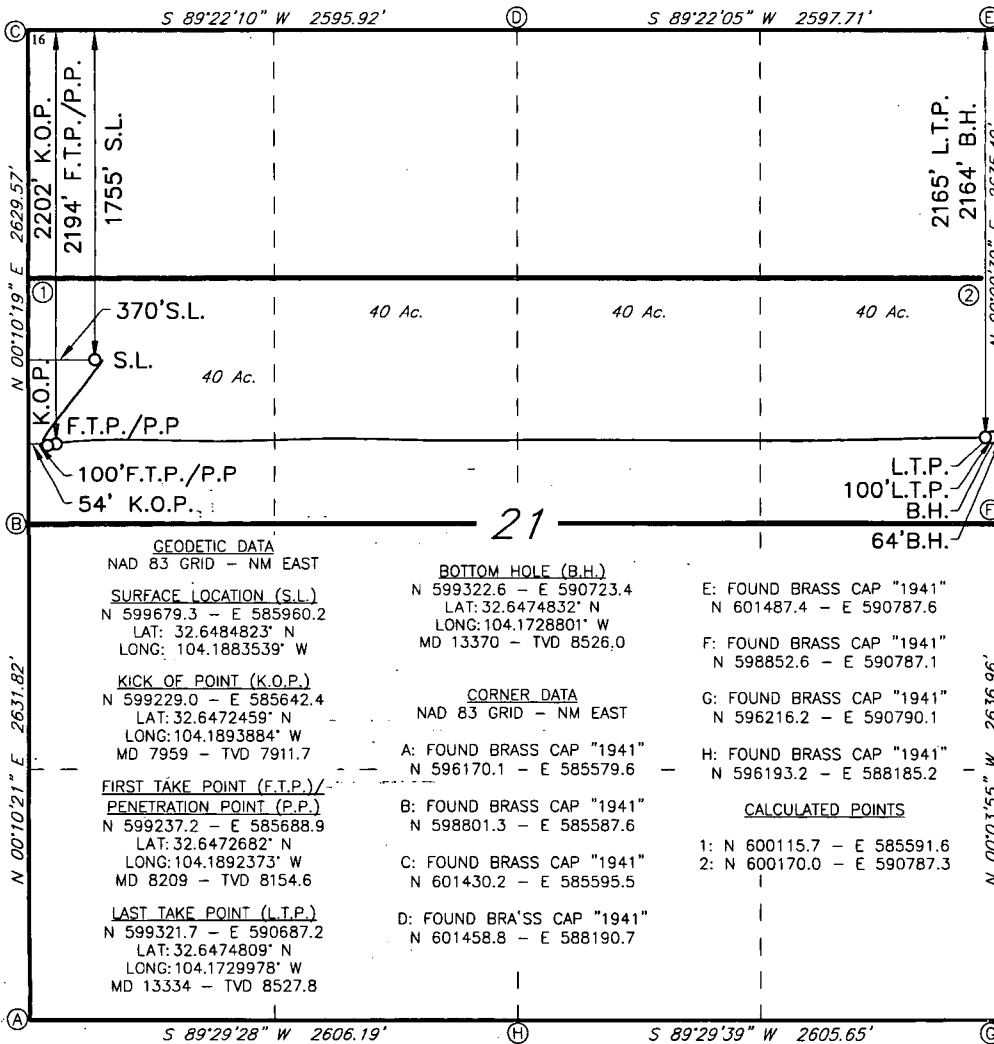 S 89°22'10" W 2595.92'
S 89°22'05" W 2597.71'
C
D
E
16
2202' K.O.P.
2194' F.T.P./P.P.
1755' S.L.
2165' L.T.P.
2164' B.H.
N 00°10'19" E 2629.57'
1
2
370'S.L.
40 Ac.
40 Ac.
40 Ac.
S.L.
40 Ac.
K.O.P.
F.T.P./P.P
100'F.T.P./P.P
54' K.O.P.
L.T.P.
100'L.T.P.
B.H.
64'B.H.
B
21
F
GEODETIC DATA
NAD 83 GRID - NM EAST
SURFACE LOCATION (S.L.)
N 599679.3 - E 585960.2
LAT: 32.6484823° N
LONG: 104.1883539° W
KICK OF POINT (K.O.P.)
N 599229.0 - E 585642.4
LAT: 32.6472459° N
LONG: 104.1893884° W
MD 7959 - TVD 7911.7
FIRST TAKE POINT (F.T.P.)/
PENETRATION POINT (P.P.)
N 599237.2 - E 585688.9
LAT: 32.6472682° N
LONG: 104.1892373° W
MD 8209 - TVD 8154.6
LAST TAKE POINT (L.T.P.)
N 599321.7 - E 590687.2
LAT: 32.6474809° N
LONG: 104.1729978° W
MD 13334 - TVD 8527.8
BOTTOM HOLE (B.H.)
N 599322.6 - E 590723.4
LAT: 32.6474832° N
LONG: 104.1728801° W
MD 13370 - TVD 8526.0
CORNER DATA
NAD 83 GRID - NM EAST
A: FOUND BRASS CAP "1941"
N 596170.1 - E 585579.6
B: FOUND BRASS CAP "1941"
N 598801.3 - E 585587.6
C: FOUND BRASS CAP "1941"
N 601430.2 - E 585595.5
D: FOUND BRA'SS CAP "1941"
N 601458.8 - E 588190.7
E: FOUND BRASS CAP "1941"
N 601487.4 - E 590787.6
F: FOUND BRASS CAP "1941"
N 598852.6 - E 590787.1
G: FOUND BRASS CAP "1941"
N 596216.2 - E 590790.1
H: FOUND BRASS CAP "1941"
N 596193.2 - E 588185.2
CALCULATED POINTS
1: N 600115.7 - E 585591.6
2: N 600170.0 - E 590787.3
N 00°10'21" E 2631.82'
N 00°03'55" W 2636.96'
A
H
G
S 89°29'28" W 2606.19'
S 89°29'39" W 2605.65'